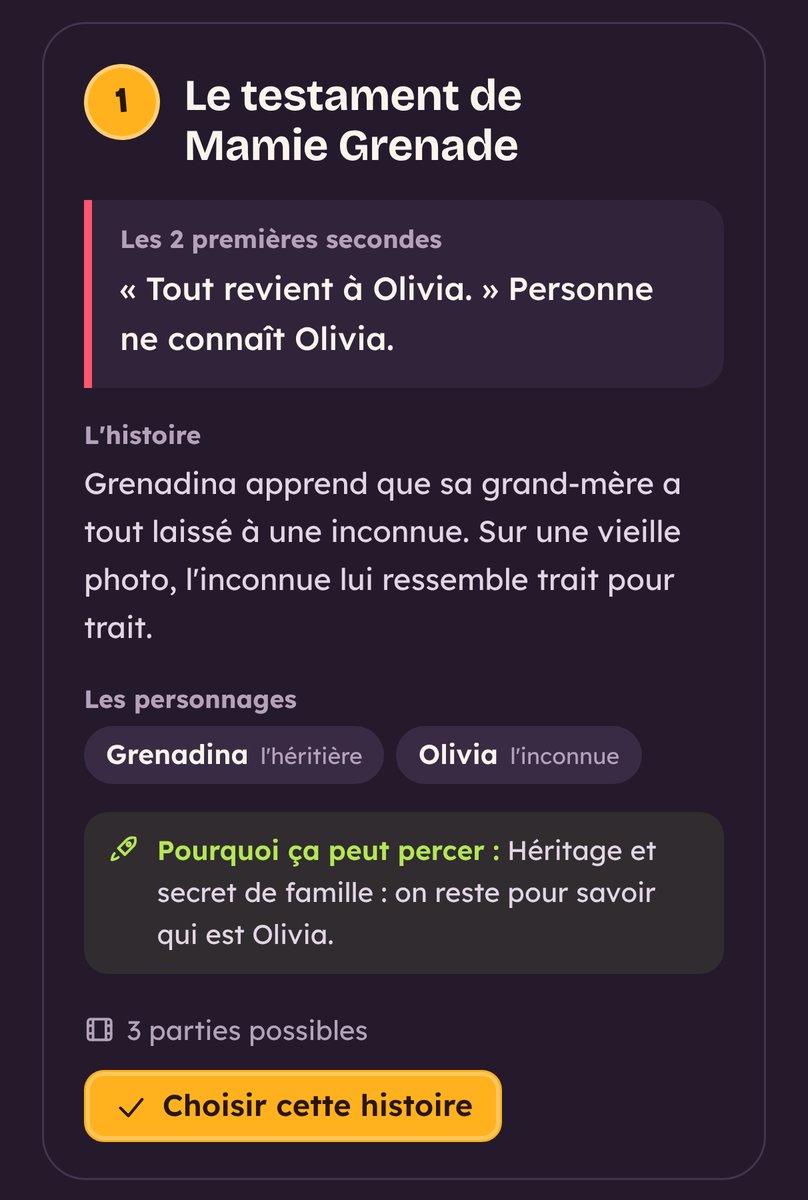 1
Le testament de
Mamie Grenade
Les 2 premières secondes
« Tout revient à Olivia. » Personne
ne connaît Olivia.
L'histoire
Grenadina apprend que sa grand-mère a
tout laissé à une inconnue. Sur une vieille
photo, l'inconnue lui ressemble trait pour
trait.
Les personnages
Grenadina l'héritière Olivia l'inconnue
Pourquoi ça peut percer : Héritage et
secret de famille : on reste pour savoir
qui est Olivia.
3 parties possibles
Choisir cette histoire